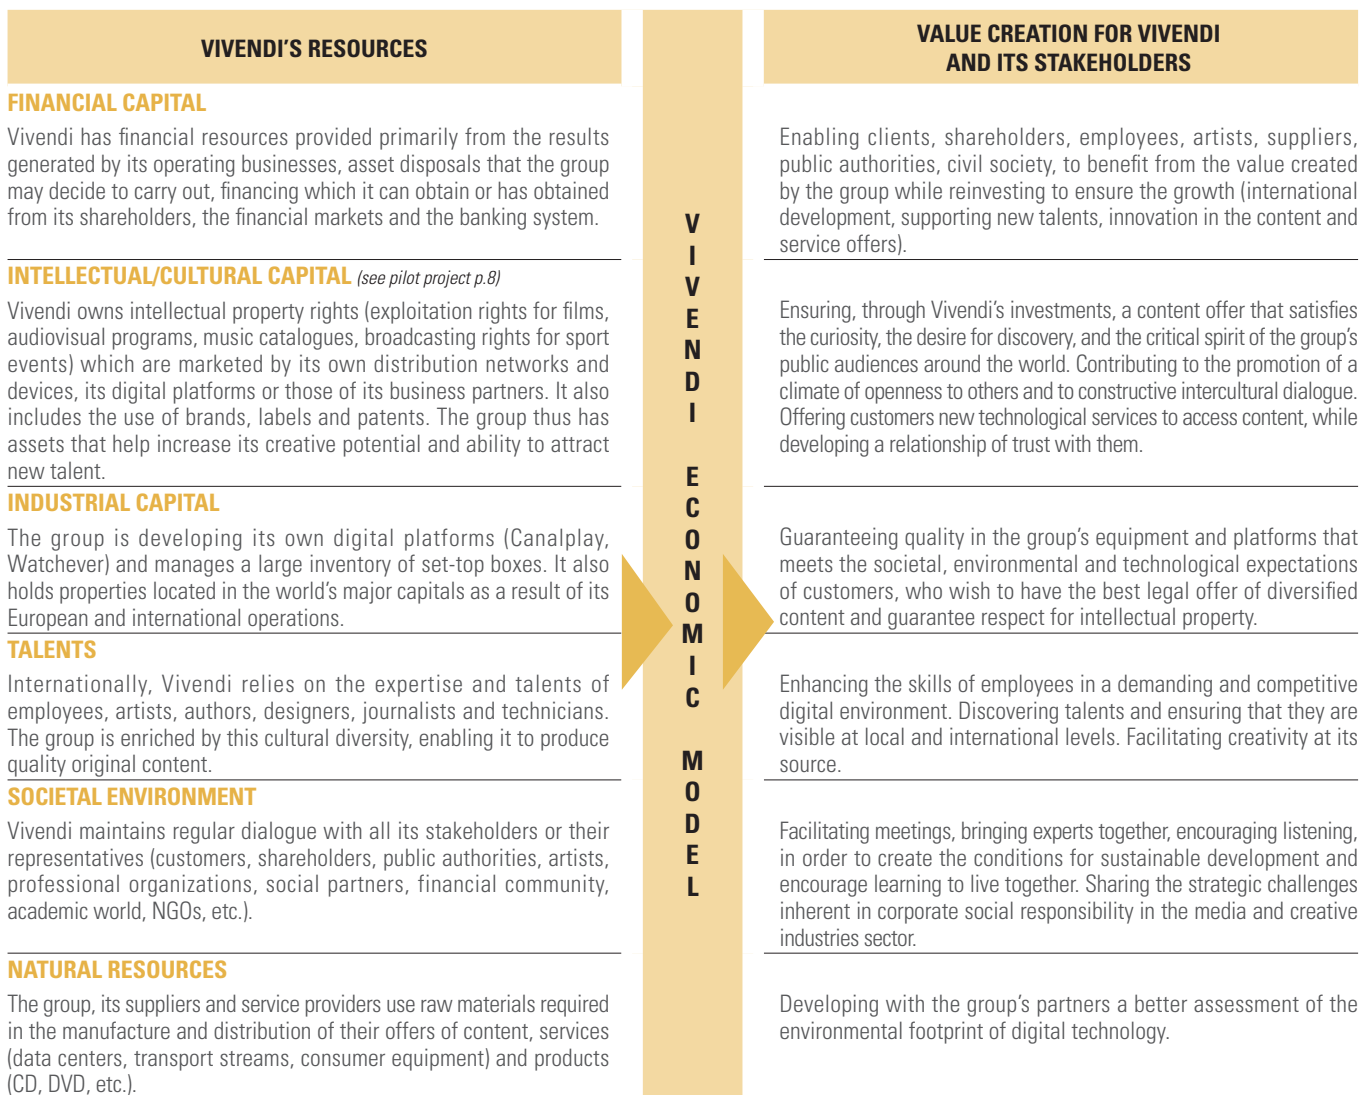 VIVENDI'S RESOURCES
VALUE CREATION FOR VIVENDI
AND ITS STAKEHOLDERS
FINANCIAL CAPITAL
Vivendi has financial resources provided primarily from the results
generated by its operating businesses, asset disposals that the group
may decide to carry out, financing which it can obtain or has obtained
from its shareholders, the financial markets and the banking system.
Enabling clients, shareholders, employees, artists, suppliers,
public authorities, civil society, to benefit from the value created
by the group while reinvesting to ensure the growth (international
development, supporting new talents, innovation in the content and
service offers).
INTELLECTUAL/CULTURAL CAPITAL (see pilot project p.8)
Vivendi owns intellectual property rights (exploitation rights for films,
audiovisual programs, music catalogues, broadcasting rights for sport
events) which are marketed by its own distribution networks and
devices, its digital platforms or those of its business partners. It also
includes the use of brands, labels and patents. The group thus has
assets that help increase its creative potential and ability to attract
new talent.
Ensuring, through Vivendi's investments, a content offer that satisfies
the curiosity, the desire for discovery, and the critical spirit of the group's
public audiences around the world. Contributing to the promotion of a
climate of openness to others and to constructive intercultural dialogue.
Offering customers new technological services to access content, while
developing a relationship of trust with them.
INDUSTRIAL CAPITAL
The group is developing its own digital platforms (Canalplay,
Watchever) and manages a large inventory of set-top boxes. It also
holds properties located in the world's major capitals as a result of its
European and international operations.
Guaranteeing quality in the group's equipment and platforms that
meets the societal, environmental and technological expectations
of customers, who wish to have the best legal offer of diversified
content and guarantee respect for intellectual property.
TALENTS
Internationally, Vivendi relies on the expertise and talents of
employees, artists, authors, designers, journalists and technicians.
The group is enriched by this cultural diversity, enabling it to produce
quality original content.
Enhancing the skills of employees in a demanding and competitive
digital environment. Discovering talents and ensuring that they are
visible at local and international levels. Facilitating creativity at its
source.
SOCIETAL ENVIRONMENT
Vivendi maintains regular dialogue with all its stakeholders or their
representatives (customers, shareholders, public authorities, artists,
professional organizations, social partners, financial community,
academic world, NGOs, etc.).
Facilitating meetings, bringing experts together, encouraging listening,
in order to create the conditions for sustainable development and
encourage learning to live together. Sharing the strategic challenges
inherent in corporate social responsibility in the media and creative
industries sector.
NATURAL RESOURCES
The group, its suppliers and service providers use raw materials required
in the manufacture and distribution of their offers of content, services
(data centers, transport streams, consumer equipment) and products
(CD, DVD, etc.).
Developing with the group's partners a better assessment of the
environmental footprint of digital technology.
VIVENDI ECONOMIC MODEL